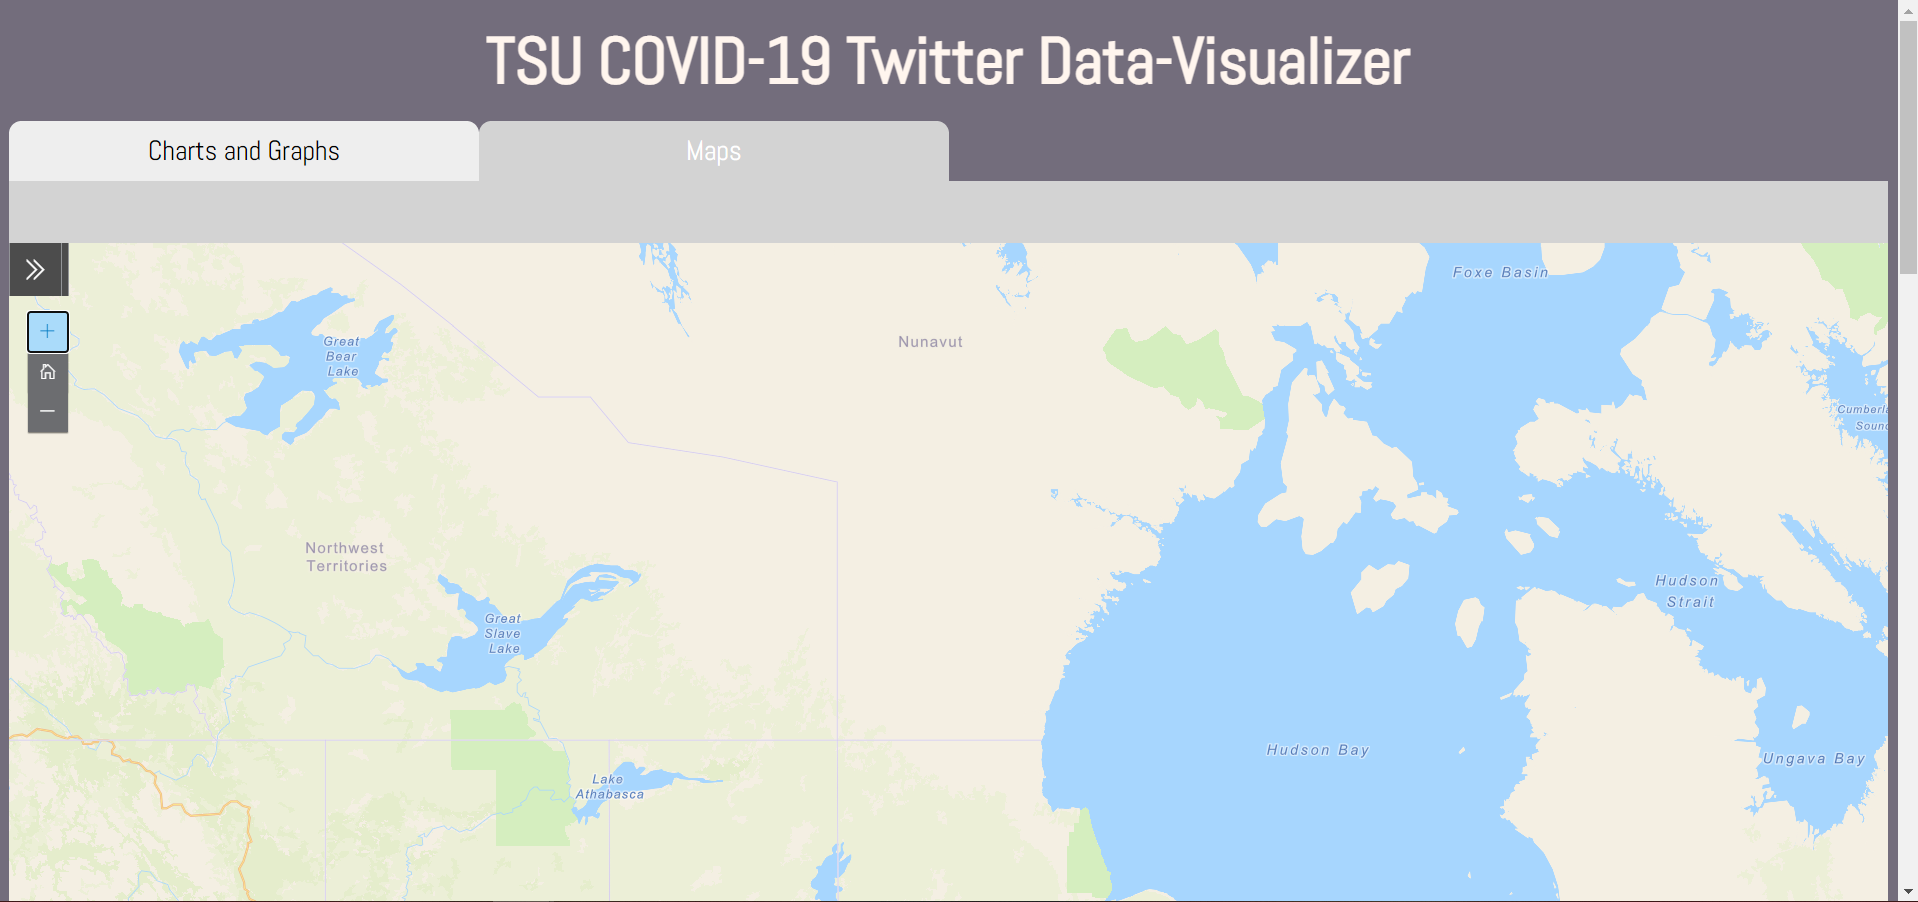 TSU COVID-19 Twitter Data-Visualizer
Charts and Graphs
Maps
Foxe Basin
Great
Bear
Lake
Nunavut
Cumberla
Sound
Northwest
Territories
Hudson
Strait
Great
Slave
Lake
Hudson Bay
Ungava Bay
Lake
Athabasca